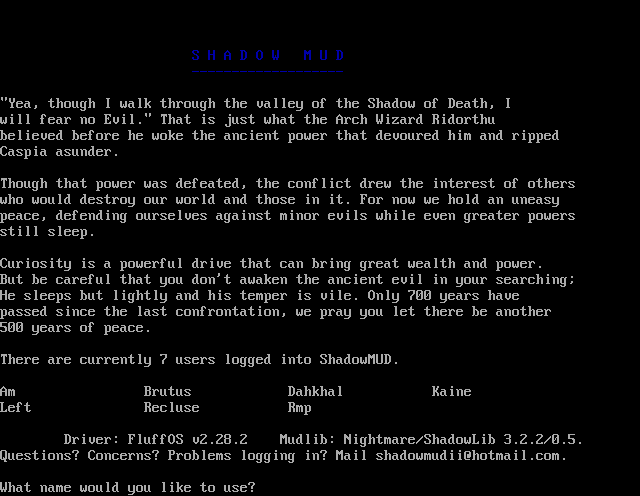 SHADOW MUD
-------------------
"Yea, though I walk through the valley of the Shadow of Death, I
will fear no Evil." That is just what the Arch Wizard Ridorthu
believed before he woke the ancient power that devoured him and ripped
Caspia asunder.
Though that power was defeated, the conflict drew the interest of others
who would destroy our world and those in it. For now we hold an uneasy
peace, defending ourselves against minor evils while even greater powers
still sleep.
Curiosity is a powerful drive that can bring great wealth and power.
But be careful that you don't awaken the ancient evil in your searching;
He sleeps but lightly and his temper is vile. Only 700 years have
passed since the last confrontation, we pray you let there be another
500 years of peace.
There are currently 7 users logged into ShadowMUD.
Am Brutus Dahkhal Kaine
Left Recluse Rmp
Driver: FluffOS v2.28.2 Mudlib: Nightmare/ShadowLib 3.2.2/0.5.
Questions? Concerns? Problems logging in? Mail shadowmudii@hotmail.com.
What name would you like to use?